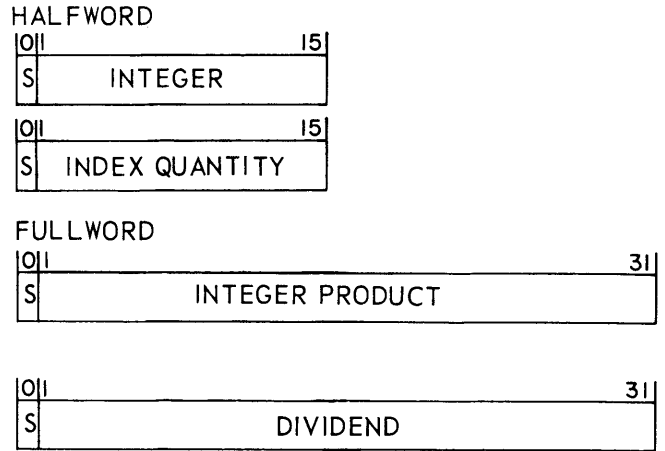 HALFWORD
0 1 15
S INTEGER
0 1 15
S INDEX QUANTITY
FULLWORD
0 1 31
S INTEGER PRODUCT
0 1 31
S DIVIDEND